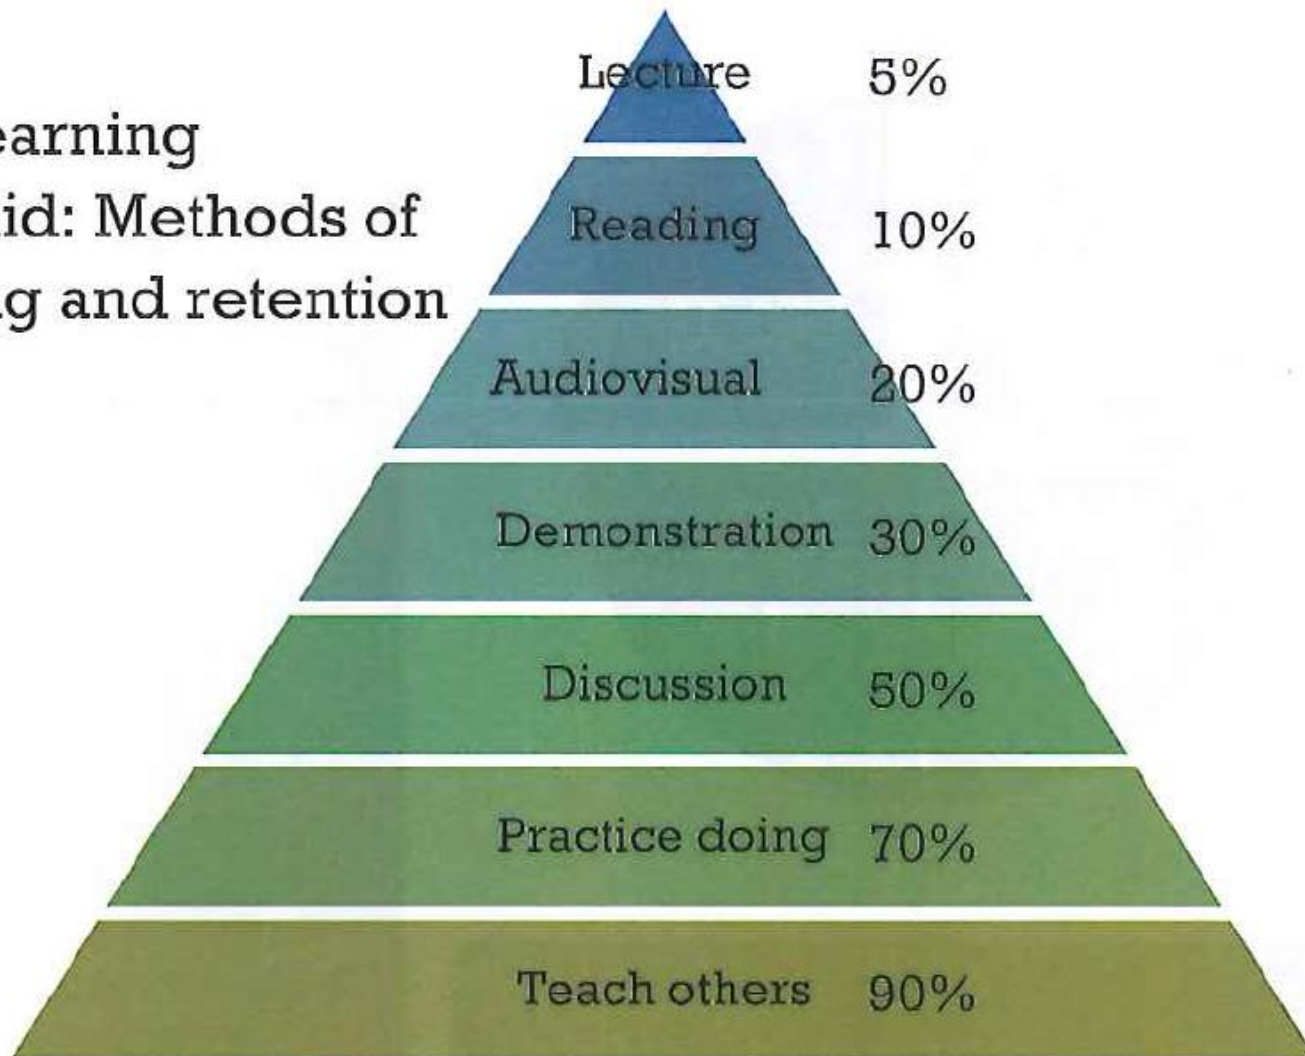 earning
id: Methods of
g and retention
Lecture 5%
Reading 10%
Audiovisual 20%
Demonstration 30%
Discussion 50%
Practice doing 70%
Teach others 90%